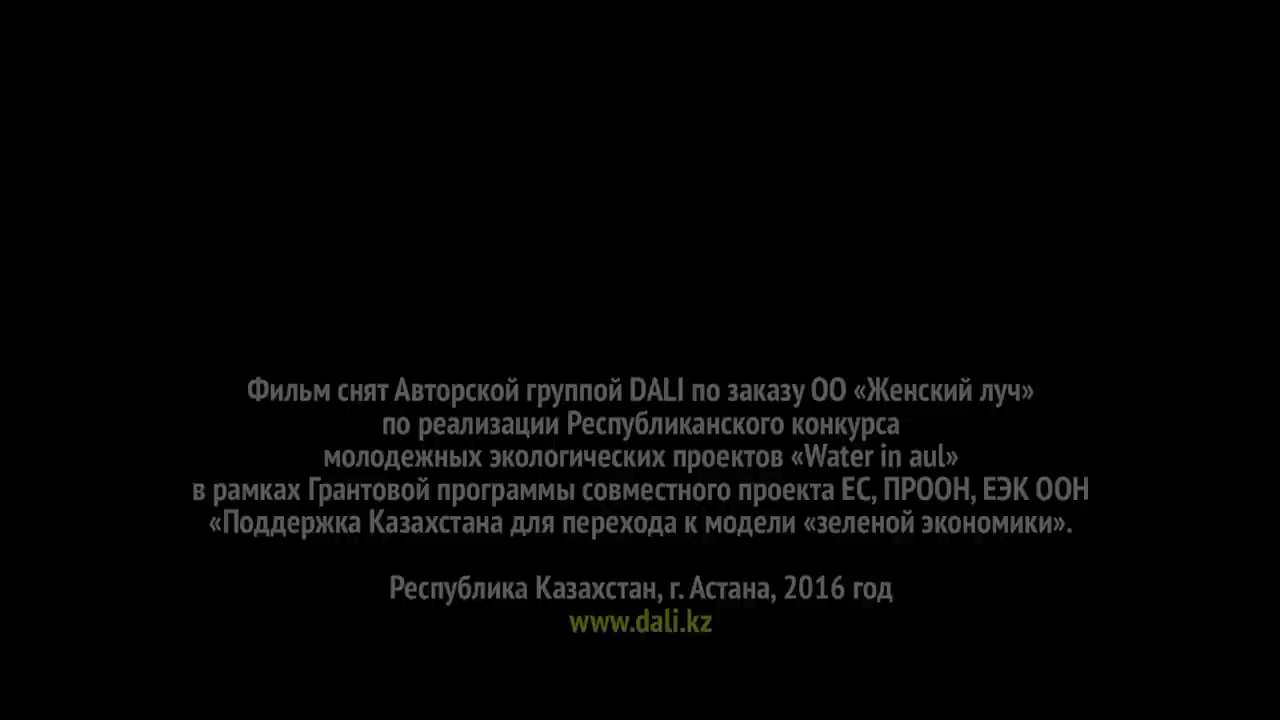 Фильм снят Авторской группой DALI по заказу ОО «Женский луч»
по реализации Республиканского конкурса
молодежных экологических проектов «Water in aul»
в рамках Грантовой программы совместного проекта ЕС, ПРООН, ЕЭК ООН
«Поддержка Казахстана для перехода к модели «зеленой экономики».
Республика Казахстан, г. Астана, 2016 год
www.dali.kz